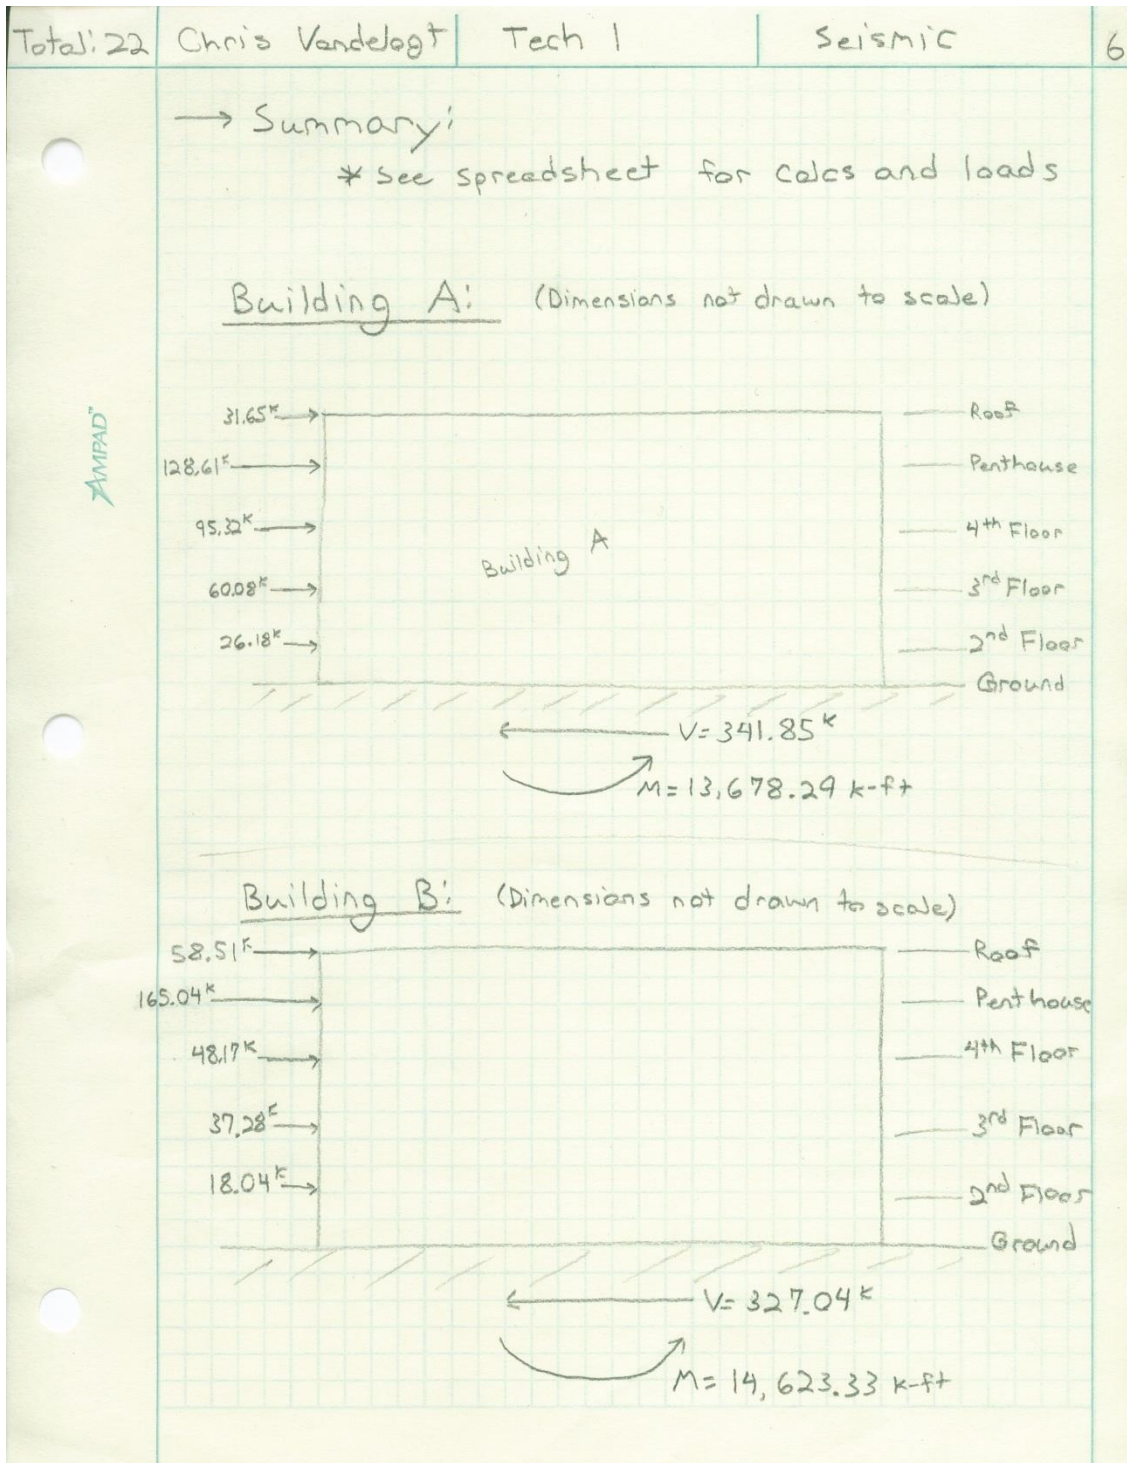 Total: 22 Chris Vandelogt Tech 1 Seismic 6
→ Summary:
* See spreadsheet for calcs and loads
Building A: (Dimensions not drawn to scale)
31.65ᵏ Roof
128.61ᵏ Penthouse
AMPAD™
95.32ᵏ 4th Floor
Building A
60.08ᵏ 3rd Floor
26.18ᵏ 2nd Floor
Ground
V= 341.85ᵏ
M= 13,678.29 k-ft
Building B: (Dimensions not drawn to scale)
58.51ᵏ Roof
165.04ᵏ Penthouse
48.17ᵏ 4th Floor
37.28ᵏ 3rd Floor
18.04ᵏ 2nd Floor
Ground
V= 327.04ᵏ
M= 14,623.33 k-ft